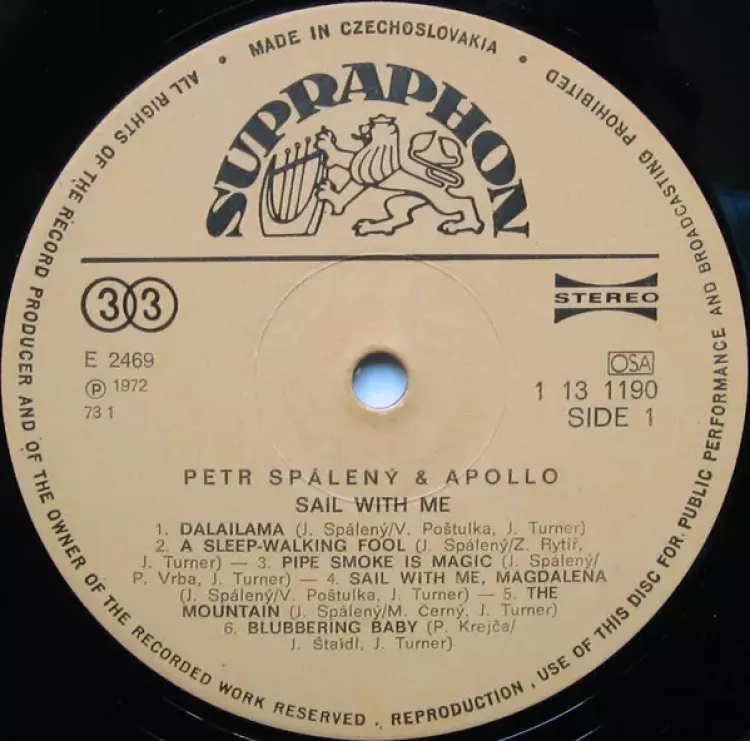 MADE IN CZECHOSLOVAKIA
SUPRAPHON
33
STEREO
E 2469
℗ 1972
73 1
OSA
1 13 1190
SIDE 1
PETR SPÁLENÝ & APOLLO
SAIL WITH ME
1. DALAILAMA (J. Spálený/V. Poštulka, J. Turner)
2. A SLEEP-WALKING FOOL (J. Spálený/Z. Rytíř,
J. Turner) — 3. PIPE SMOKE IS MAGIC (J. Spálený/
P. Vrba, J. Turner) — 4. SAIL WITH ME, MAGDALENA
(J. Spálený/V. Poštulka, J. Turner) — 5. THE
MOUNTAIN (J. Spálený/M. Černý, J. Turner)
6. BLUBBERING BABY (P. Krejča/
J. Štaidl, J. Turner)
ALL RIGHTS OF THE RECORD PRODUCER AND OF THE OWNER OF THE RECORDED WORK RESERVED . REPRODUCTION , USE OF THIS DISC FOR PUBLIC PERFORMANCE AND BROADCASTING PROHIBITED